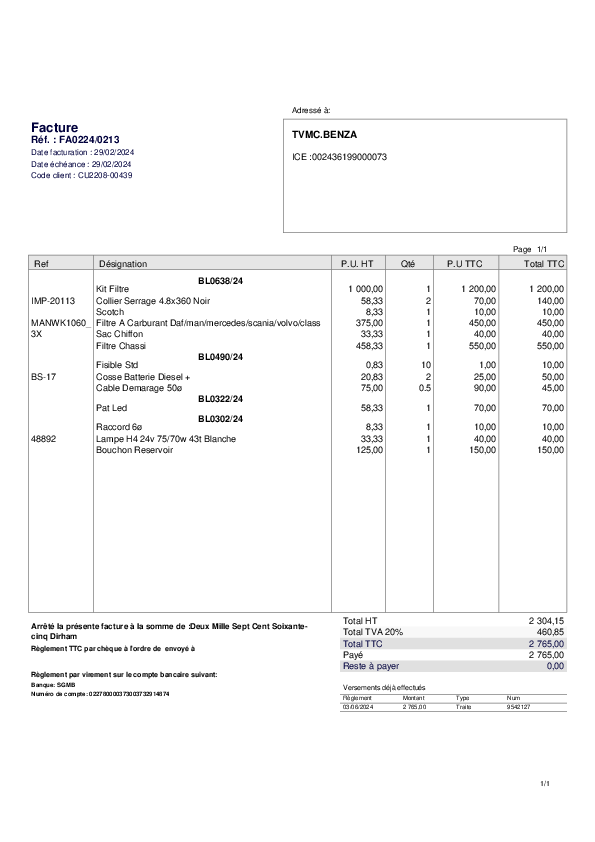 Adressé à:
Facture
Réf. : FA0224/0213
Date facturation : 29/02/2024
Date échéance : 29/02/2024
Code client : CU2208-00439
TVMC.BENZA
ICE :002436199000073
Page 1/1
Ref Désignation P.U. HT Qté P.U TTC Total TTC
BL0638/24
Kit Filtre 1 000,00 1 1 200,00 1 200,00
IMP-20113 Collier Serrage 4.8x360 Noir 58,33 2 70,00 140,00
Scotch 8,33 1 10,00 10,00
MANWK1060_ Filtre A Carburant Daf/man/mercedes/scania/volvo/class 375,00 1 450,00 450,00
3X Sac Chiffon 33,33 1 40,00 40,00
Filtre Chassi 458,33 1 550,00 550,00
BL0490/24
Fisible Std 0,83 10 1,00 10,00
BS-17 Cosse Batterie Diesel + 20,83 2 25,00 50,00
Cable Demarage 50ø 75,00 0.5 90,00 45,00
BL0322/24
Pat Led 58,33 1 70,00 70,00
BL0302/24
Raccord 6ø 8,33 1 10,00 10,00
48892 Lampe H4 24v 75/70w 43t Blanche 33,33 1 40,00 40,00
Bouchon Reservoir 125,00 1 150,00 150,00
Arrêté la présente facture à la somme de :Deux Mille Sept Cent Soixante-
cinq Dirham
Règlement TTC par chèque à l'ordre de envoyé à
Règlement par virement sur le compte bancaire suivant:
Banque: SGMB
Numéro de compte:
Total HT 2 304,15
Total TVA 20% 460,85
Total TTC 2 765,00
Payé 2 765,00
Reste à payer 0,00
Versements déjà effectués
Règlement Montant Type Num
03/06/2024 2 765,00 Traite 9542127
1/1